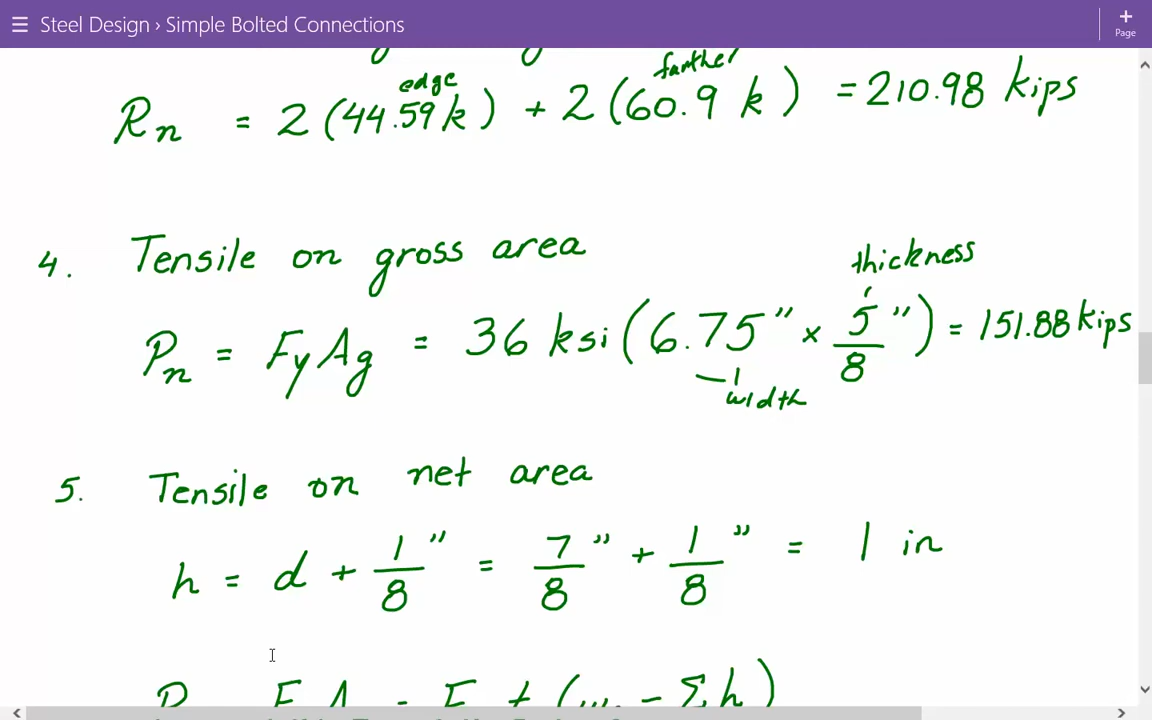 Steel Design › Simple Bolted Connections
Page
edge farther
Rn = 2 (44.59k) + 2 (60.9 k) = 210.98 kips
4. Tensile on gross area
thickness
Pn = FyAg = 36 ksi (6.75" × 5/8") = 151.88 kips
width
5. Tensile on net area
h = d + 1/8" = 7/8" + 1/8" = 1 in
t (w - Σh)